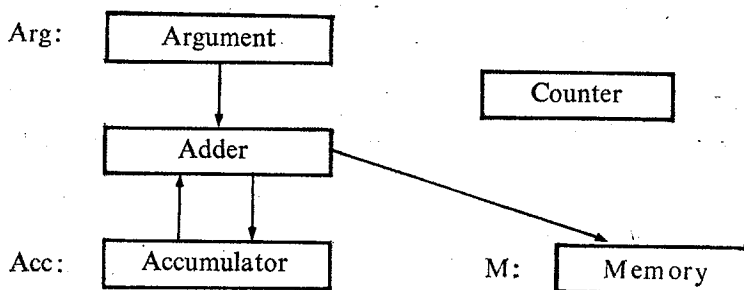 Arg: Argument
Counter
Adder
Acc: Accumulator
M: Memory